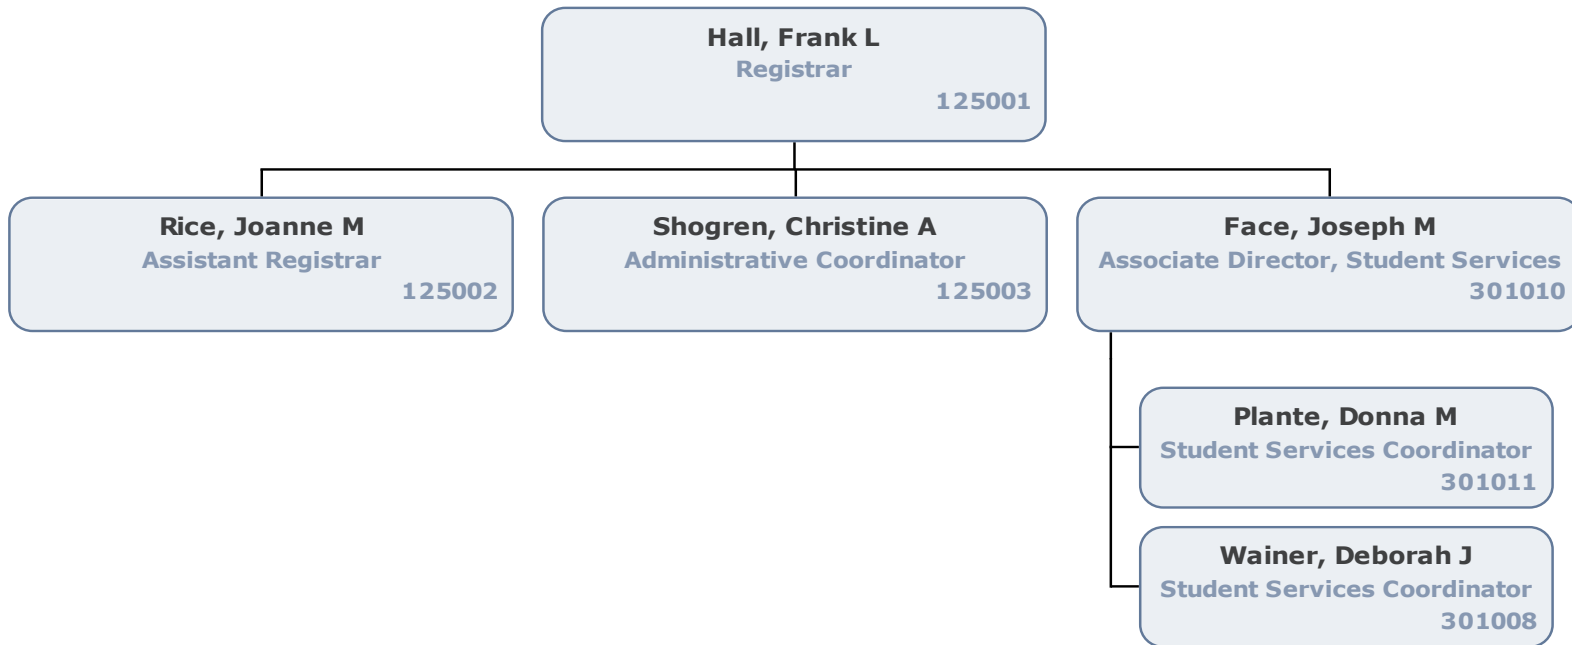 Hall, Frank L
Registrar
125001
Rice, Joanne M
Assistant Registrar
125002
Shogren, Christine A
Administrative Coordinator
125003
Face, Joseph M
Associate Director, Student Services
301010
Plante, Donna M
Student Services Coordinator
301011
Wainer, Deborah J
Student Services Coordinator
301008